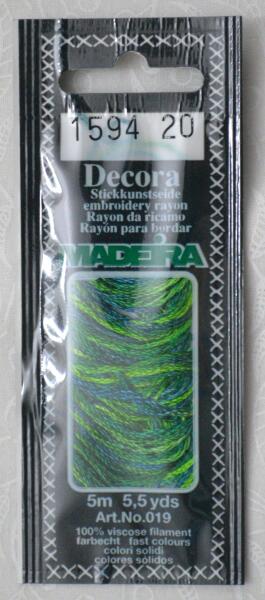 1594 20
Decora
Stickkunstseide
embroidery rayon
Rayon da ricamo
Rayón para bordar
MADEIRA
5m 5,5 yds
Art.No.019
100% viscose filament
farbecht fast colours
colori solidi
colores sólidos